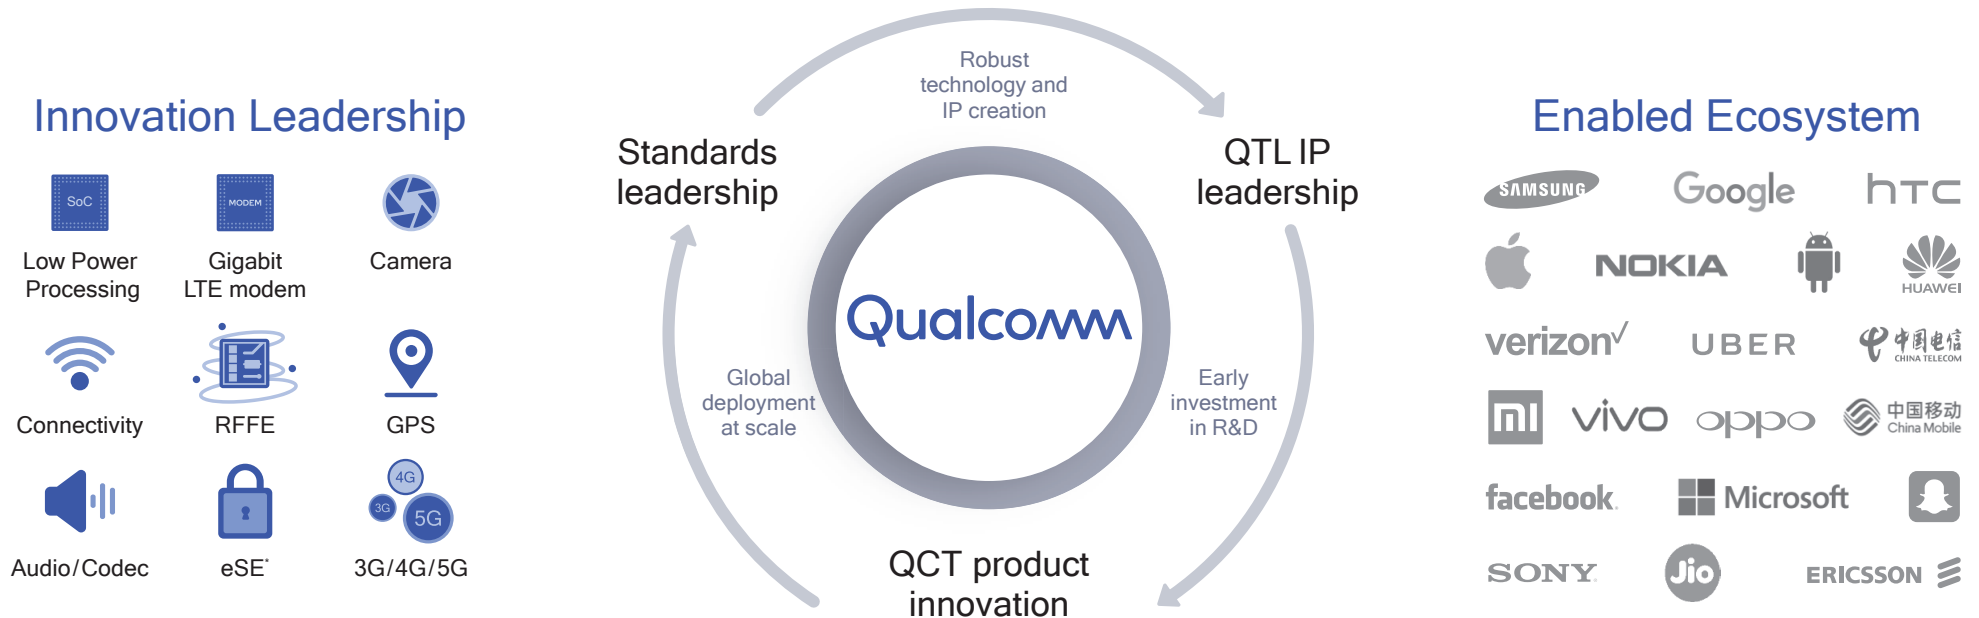 Innovation Leadership
SoC
MODEM
Low Power
Processing
Gigabit
LTE modem
Camera
Connectivity
RFFE
GPS
4G
3G
5G
Audio/Codec
eSE*
3G/4G/5G
Robust
technology and
IP creation
Standards
leadership
QTL IP
leadership
Qualcomm
Global
deployment
at scale
Early
investment
in R&D
QCT product
innovation
Enabled Ecosystem
SAMSUNG
Google
hTC
NOKIA
HUAWEI
verizon✓
UBER
中国电信
CHINA TELECOM
mi
vivo
oppo
中国移动
China Mobile
facebook.
Microsoft
SONY
Jio
ERICSSON